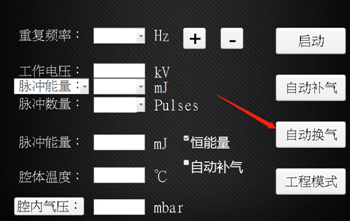 重复频率: Hz + - 启动
工作电压: kV
脉冲能量: mJ 自动补气
脉冲数量: Pulses
脉冲能量: mJ 恒能量 自动换气
自动补气
腔体温度: ℃ 工程模式
腔内气压: mbar